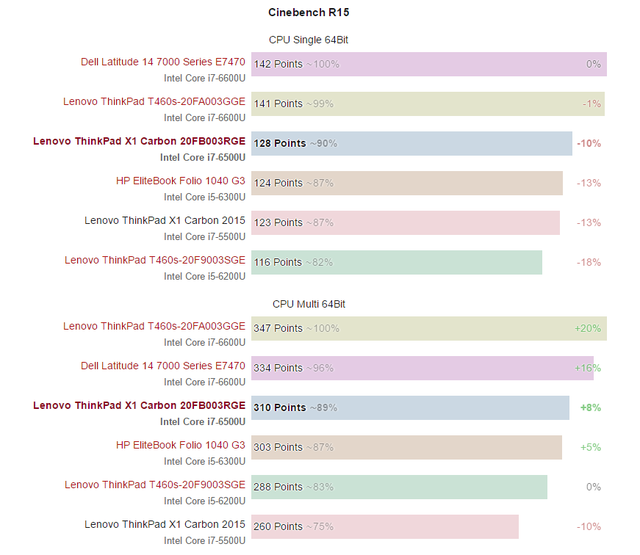 Cinebench R15
CPU Single 64Bit
Dell Latitude 14 7000 Series E7470
142 Points ~100% 0%
Intel Core i7-6600U
Lenovo ThinkPad T460s-20FA003GGE
141 Points ~99% -1%
Intel Core i7-6600U
Lenovo ThinkPad X1 Carbon 20FB003RGE
128 Points ~90% -10%
Intel Core i7-6500U
HP EliteBook Folio 1040 G3
124 Points ~87% -13%
Intel Core i5-6300U
Lenovo ThinkPad X1 Carbon 2015
123 Points ~87% -13%
Intel Core i7-5500U
Lenovo ThinkPad T460s-20F9003SGE
116 Points ~82% -18%
Intel Core i5-6200U
CPU Multi 64Bit
Lenovo ThinkPad T460s-20FA003GGE
347 Points ~100% +20%
Intel Core i7-6600U
Dell Latitude 14 7000 Series E7470
334 Points ~96% +16%
Intel Core i7-6600U
Lenovo ThinkPad X1 Carbon 20FB003RGE
310 Points ~89% +8%
Intel Core i7-6500U
HP EliteBook Folio 1040 G3
303 Points ~87% +5%
Intel Core i5-6300U
Lenovo ThinkPad T460s-20F9003SGE
288 Points ~83% 0%
Intel Core i5-6200U
Lenovo ThinkPad X1 Carbon 2015
260 Points ~75% -10%
Intel Core i7-5500U